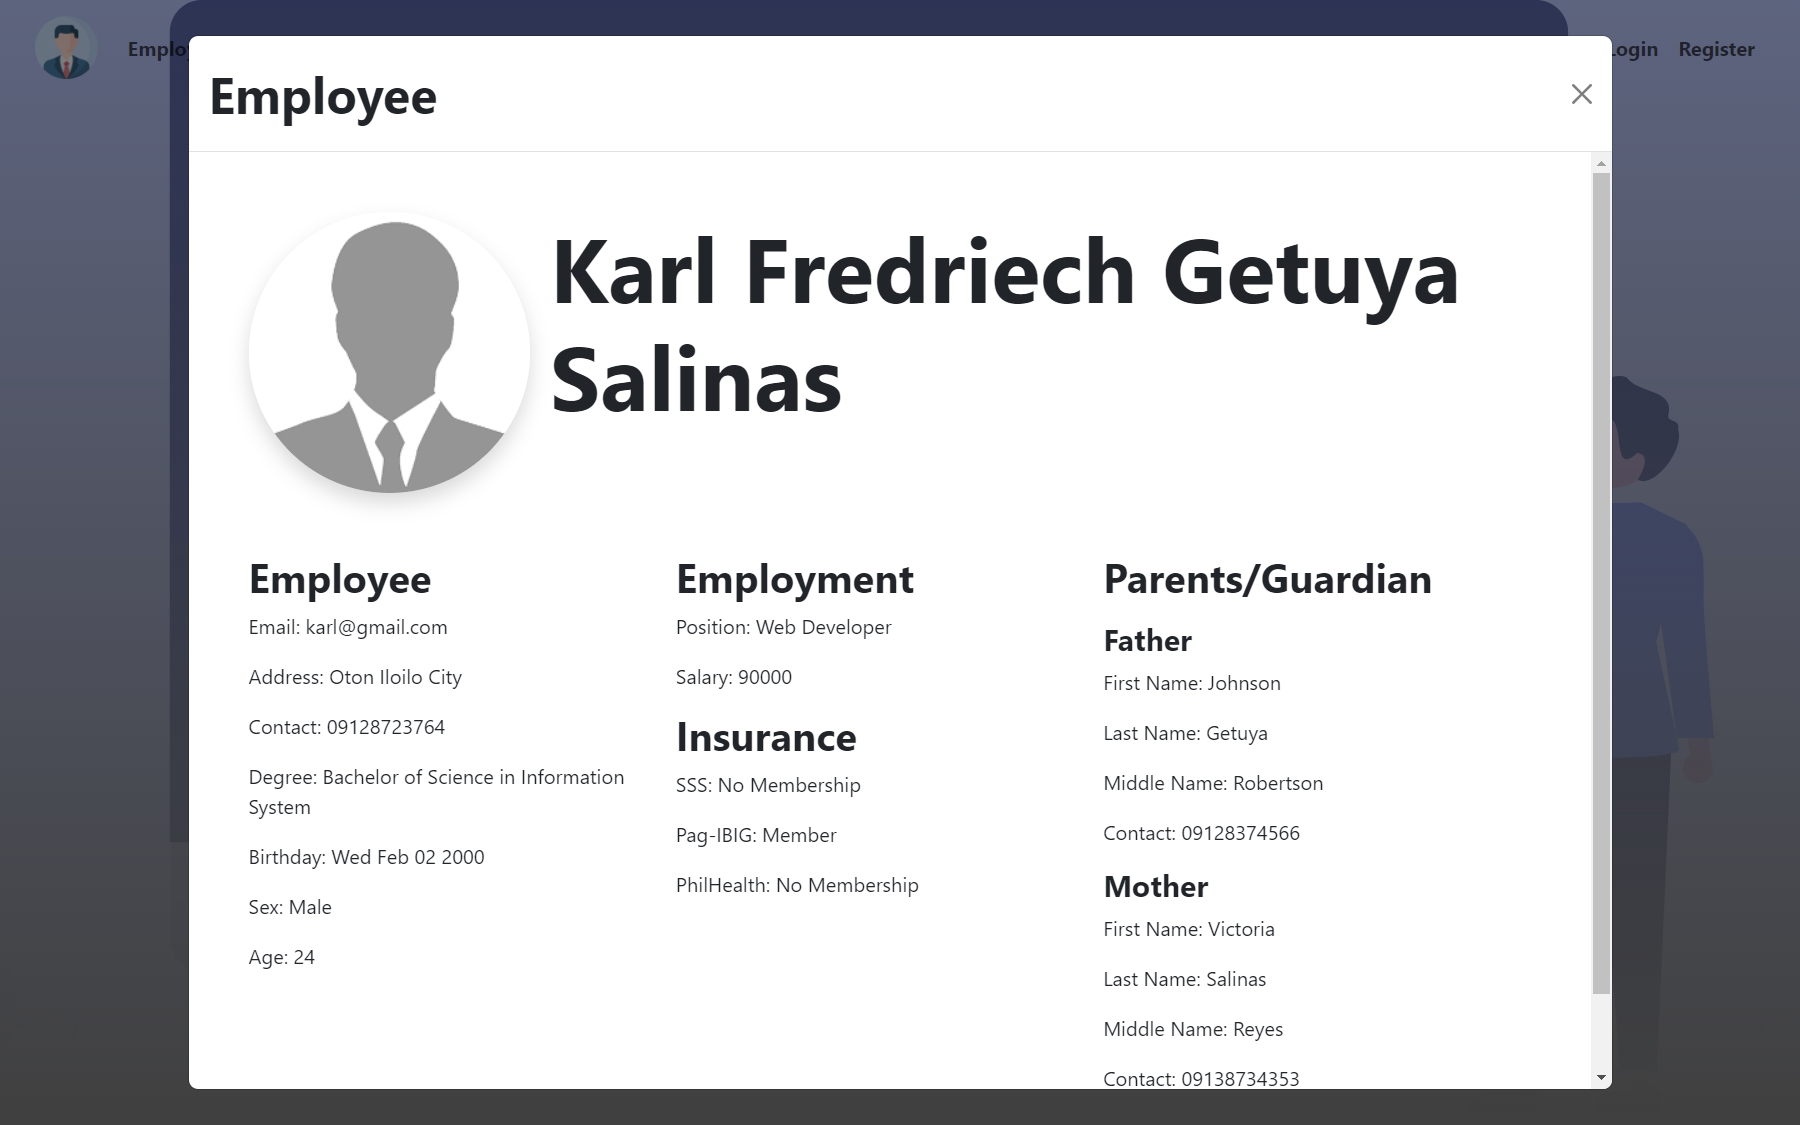 Login Register
Employee
Karl Fredriech Getuya
Salinas
Employee
Email: karl@gmail.com
Address: Oton Iloilo City
Contact: 09128723764
Degree: Bachelor of Science in Information
System
Birthday: Wed Feb 02 2000
Sex: Male
Age: 24
Employment
Position: Web Developer
Salary: 90000
Insurance
SSS: No Membership
Pag-IBIG: Member
PhilHealth: No Membership
Parents/Guardian
Father
First Name: Johnson
Last Name: Getuya
Middle Name: Robertson
Contact: 09128374566
Mother
First Name: Victoria
Last Name: Salinas
Middle Name: Reyes
Contact: 09138734353